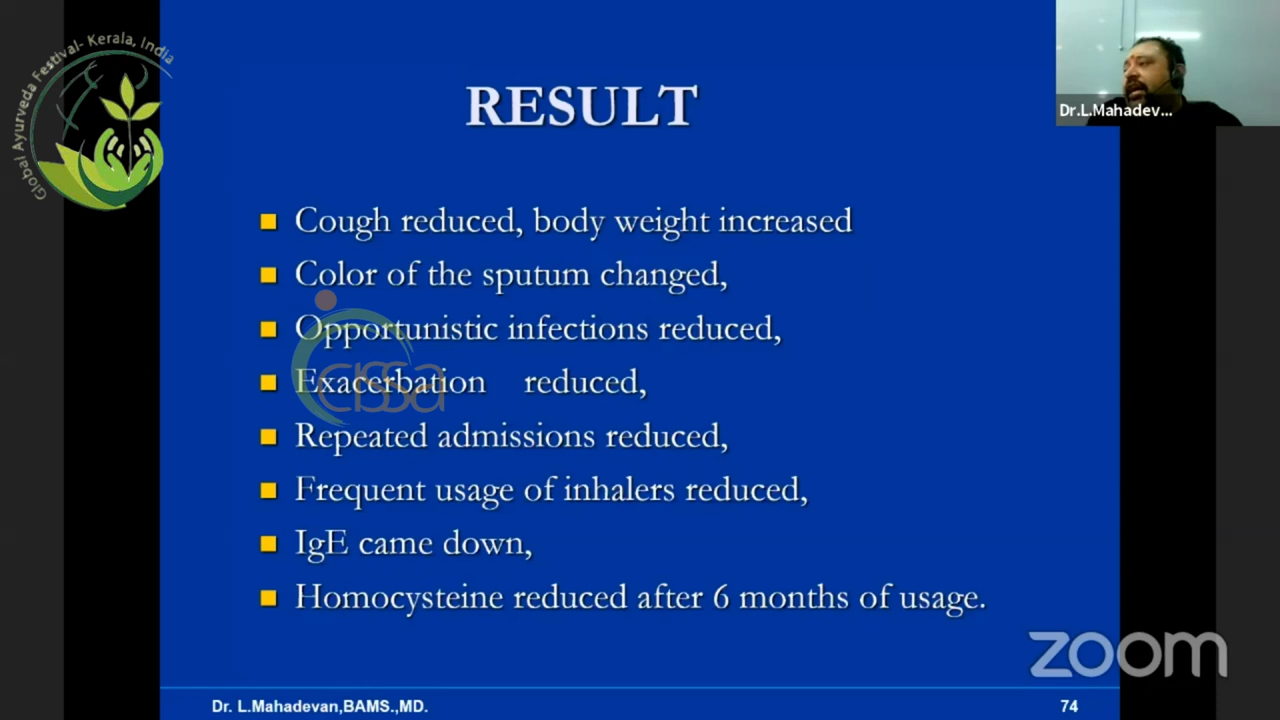 Global Ayurveda Festival- Kerala, India
Dr.L.Mahadev...
RESULT
Cough reduced, body weight increased
Color of the sputum changed,
Opportunistic infections reduced,
Exacerbation reduced,
cissa
Repeated admissions reduced,
Frequent usage of inhalers reduced,
IgE came down,
Homocysteine reduced after 6 months of usage.
zoom
Dr. L.Mahadevan,BAMS.,MD.
74